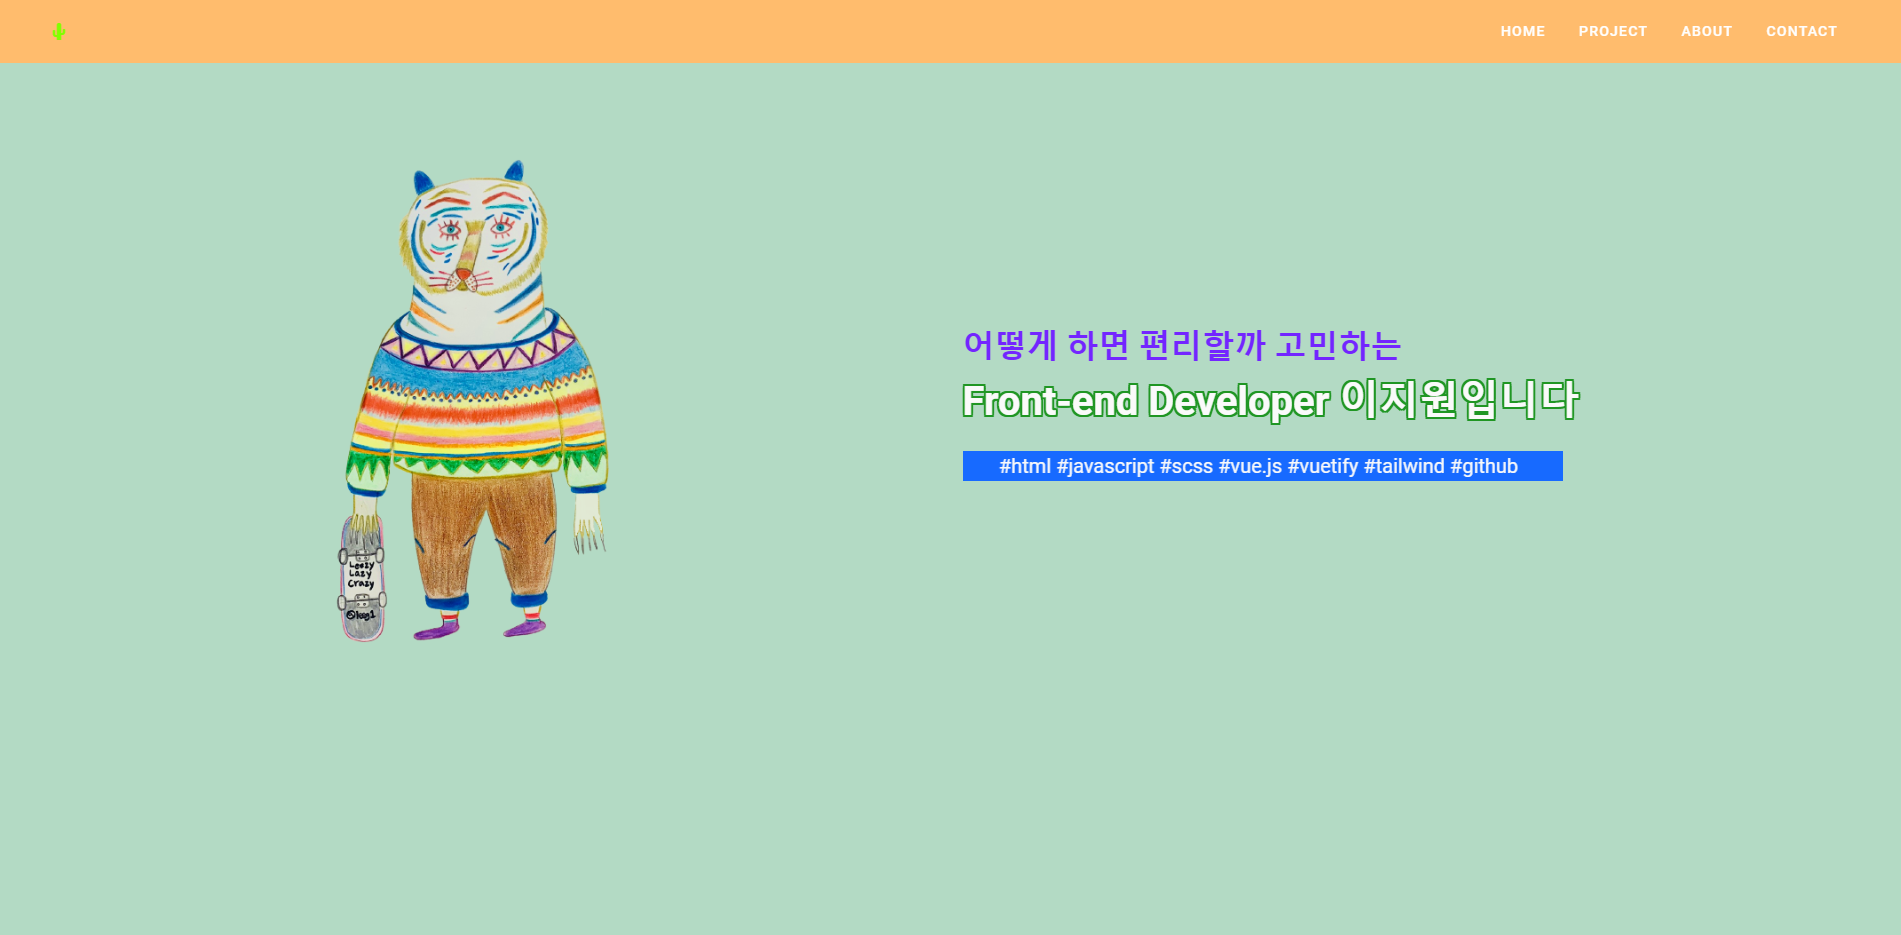 HOME PROJECT ABOUT CONTACT
어떻게 하면 편리할까 고민하는
Front-end Developer 이지원입니다
#html #javascript #scss #vue.js #vuetify #tailwind #github
Leezy
Lazy
Crazy